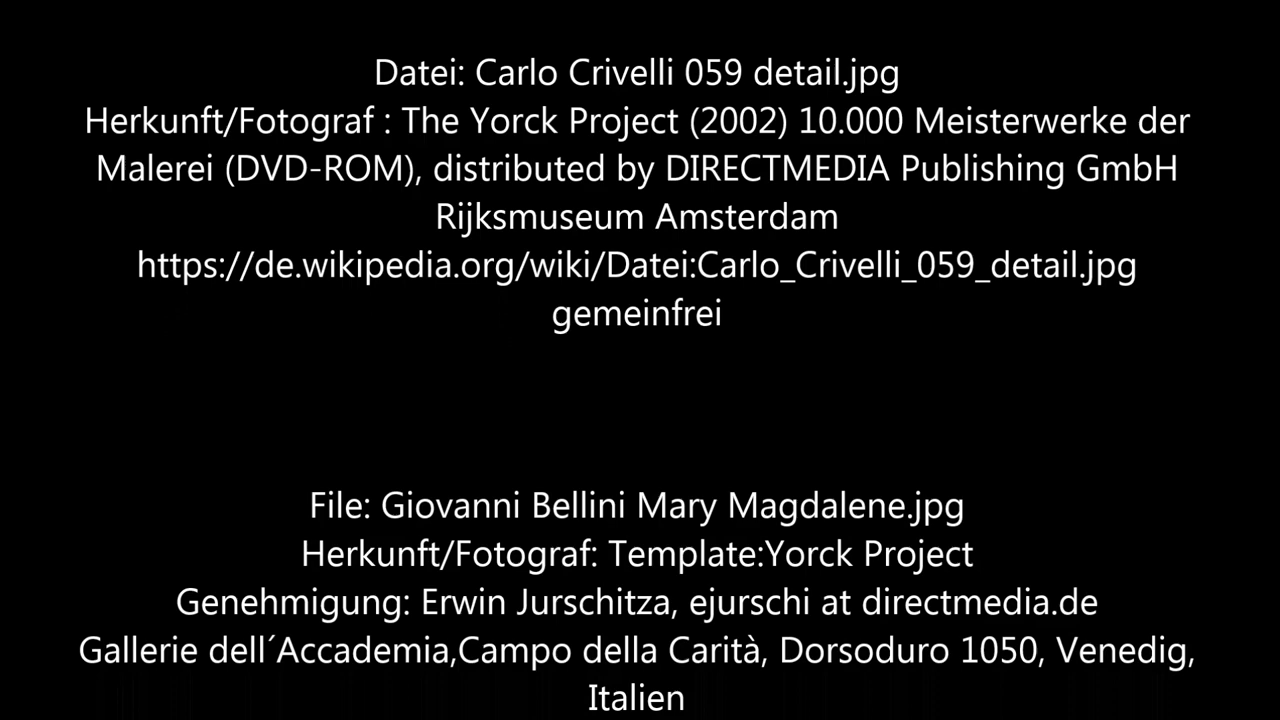 Datei: Carlo Crivelli 059 detail.jpg
Herkunft/Fotograf : The Yorck Project (2002) 10.000 Meisterwerke der
Malerei (DVD-ROM), distributed by DIRECTMEDIA Publishing GmbH
Rijksmuseum Amsterdam
https://de.wikipedia.org/wiki/Datei:Carlo_Crivelli_059_detail.jpg
gemeinfrei
File: Giovanni Bellini Mary Magdalene.jpg
Herkunft/Fotograf: Template:Yorck Project
Genehmigung: Erwin Jurschitza, ejurschi at directmedia.de
Gallerie dell´Accademia,Campo della Carità, Dorsoduro 1050, Venedig,
Italien